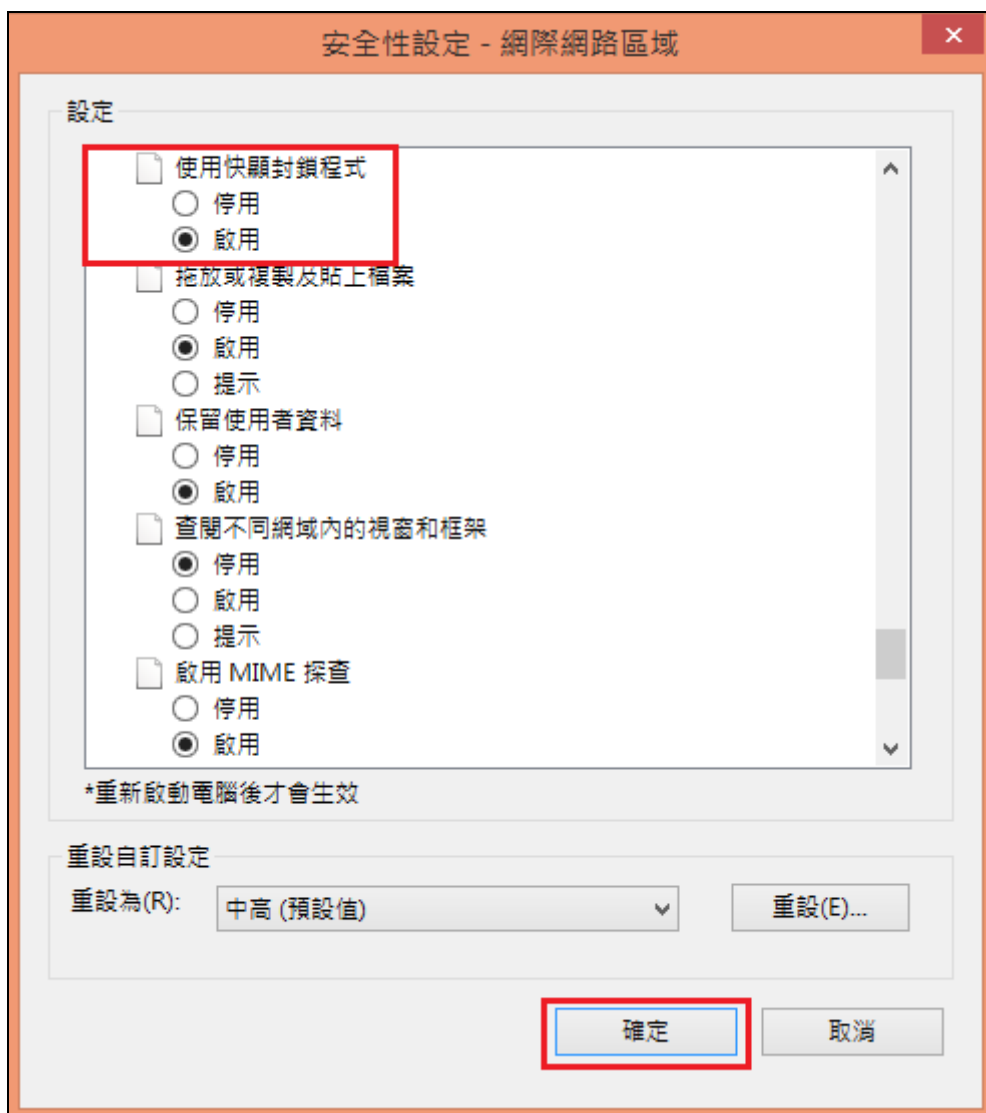 安全性設定 - 網際網路區域
設定
使用快顯封鎖程式
停用
啟用
拖放或複製及貼上檔案
停用
啟用
提示
保留使用者資料
停用
啟用
查閱不同網域內的視窗和框架
停用
啟用
提示
啟用 MIME 探查
停用
啟用
*重新啟動電腦後才會生效
重設自訂設定
重設為(R):
中高 (預設值)
重設(E)...
確定
取消